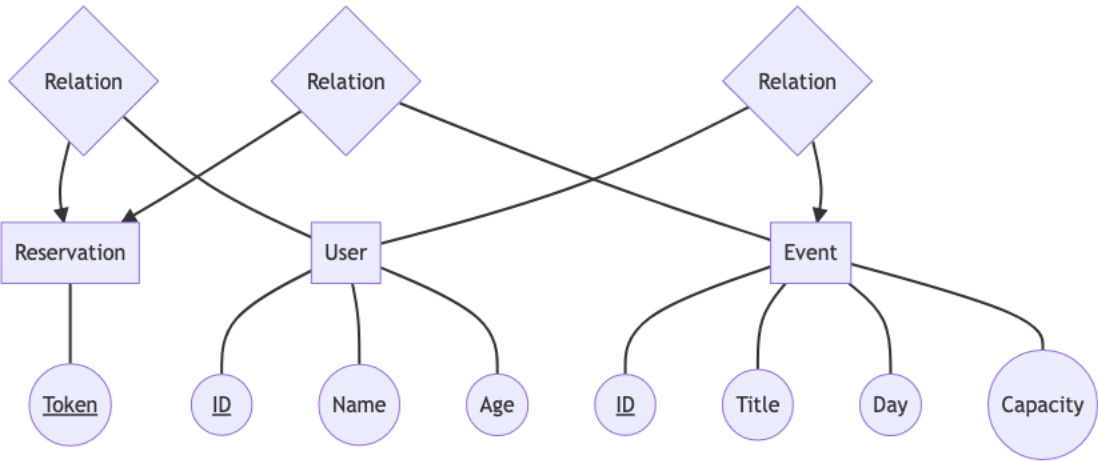 Relation
Relation
Relation
Reservation
User
Event
Token
ID
Name
Age
ID
Title
Day
Capacity